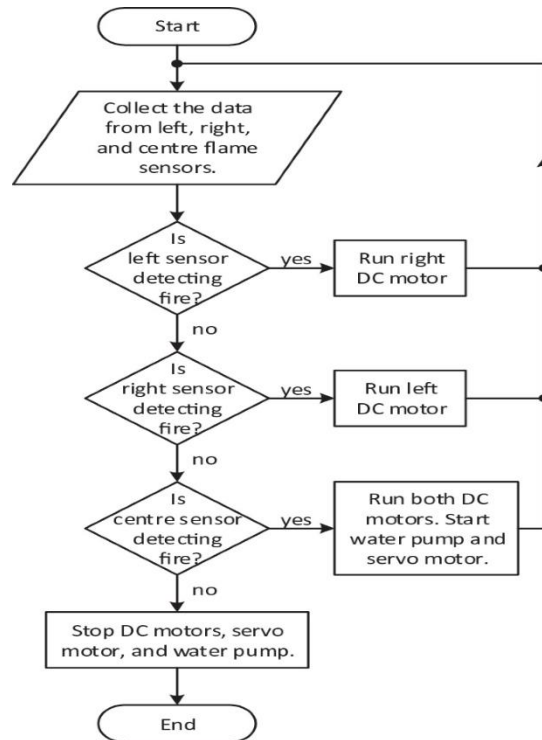 Start
Collect the data
from left, right,
and centre flame
sensors.
Is
left sensor
detecting
fire?
yes
Run right
DC motor
no
Is
right sensor
detecting
fire?
yes
Run left
DC motor
no
Is
centre sensor
detecting
fire?
yes
Run both DC
motors. Start
water pump and
servo motor.
no
Stop DC motors, servo
motor, and water pump.
End